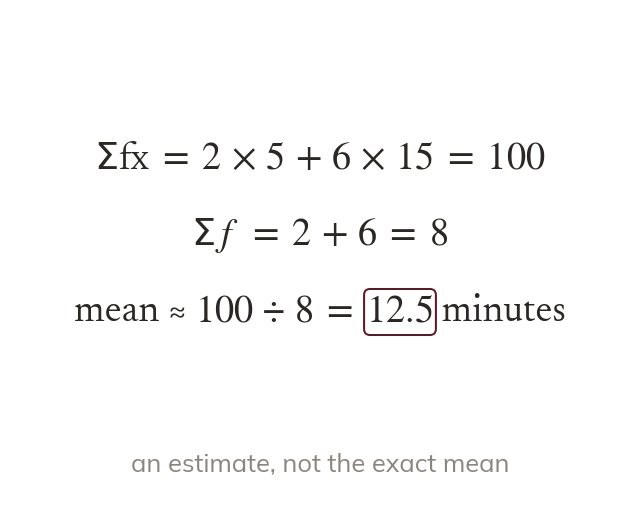 Σfx = 2 × 5 + 6 × 15 = 100
Σf = 2 + 6 = 8
mean ≈ 100 ÷ 8 = 12.5 minutes
an estimate, not the exact mean